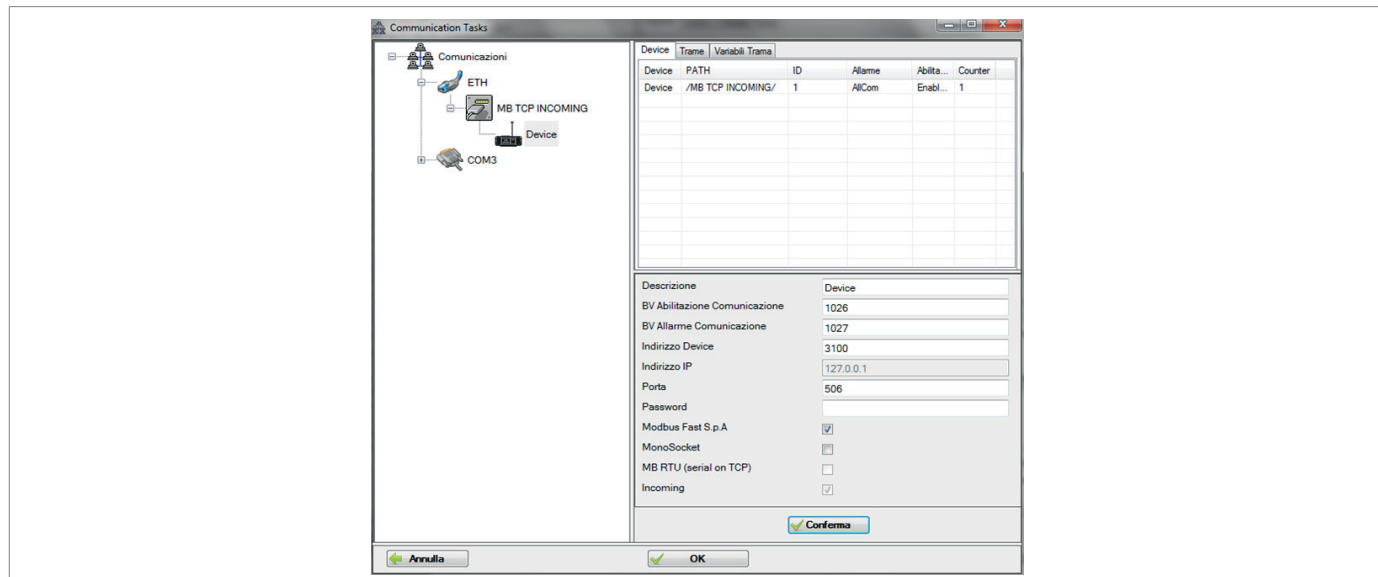 Communication Tasks
Comunicazioni
ETH
MB TCP INCOMING
Device
COM3
Device Trame Variabili Trama
Device PATH ID Allarme Abilita... Counter
Device /MB TCP INCOMING/ 1 AllCom Enabl... 1
Descrizione Device
BV Abilitazione Comunicazione 1026
BV Allarme Comunicazione 1027
Indirizzo Device 3100
Indirizzo IP 127.0.0.1
Porta 506
Password
Modbus Fast S.p.A
MonoSocket
MB RTU (serial on TCP)
Incoming
Conferma
Annulla OK